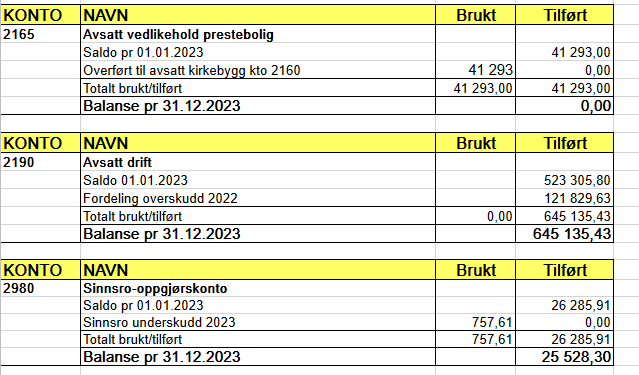 KONTO NAVN Brukt Tilført
2165 Avsatt vedlikehold prestebolig
Saldo pr 01.01.2023 41 293,00
Overført til avsatt kirkebygg kto 2160 41 293 0,00
Totalt brukt/tilført 41 293,00 41 293,00
Balanse pr 31.12.2023 0,00
KONTO NAVN Brukt Tilført
2190 Avsatt drift
Saldo 01.01.2023 523 305,80
Fordeling overskudd 2022 121 829,63
Totalt brukt/tilført 0,00 645 135,43
Balanse pr 31.12.2023 645 135,43
KONTO NAVN Brukt Tilført
2980 Sinnsro-oppgjørskonto
Saldo pr 01.01.2023 26 285,91
Sinnsro underskudd 2023 757,61 0,00
Totalt brukt/tilført 757,61 26 285,91
Balanse pr 31.12.2023 25 528,30